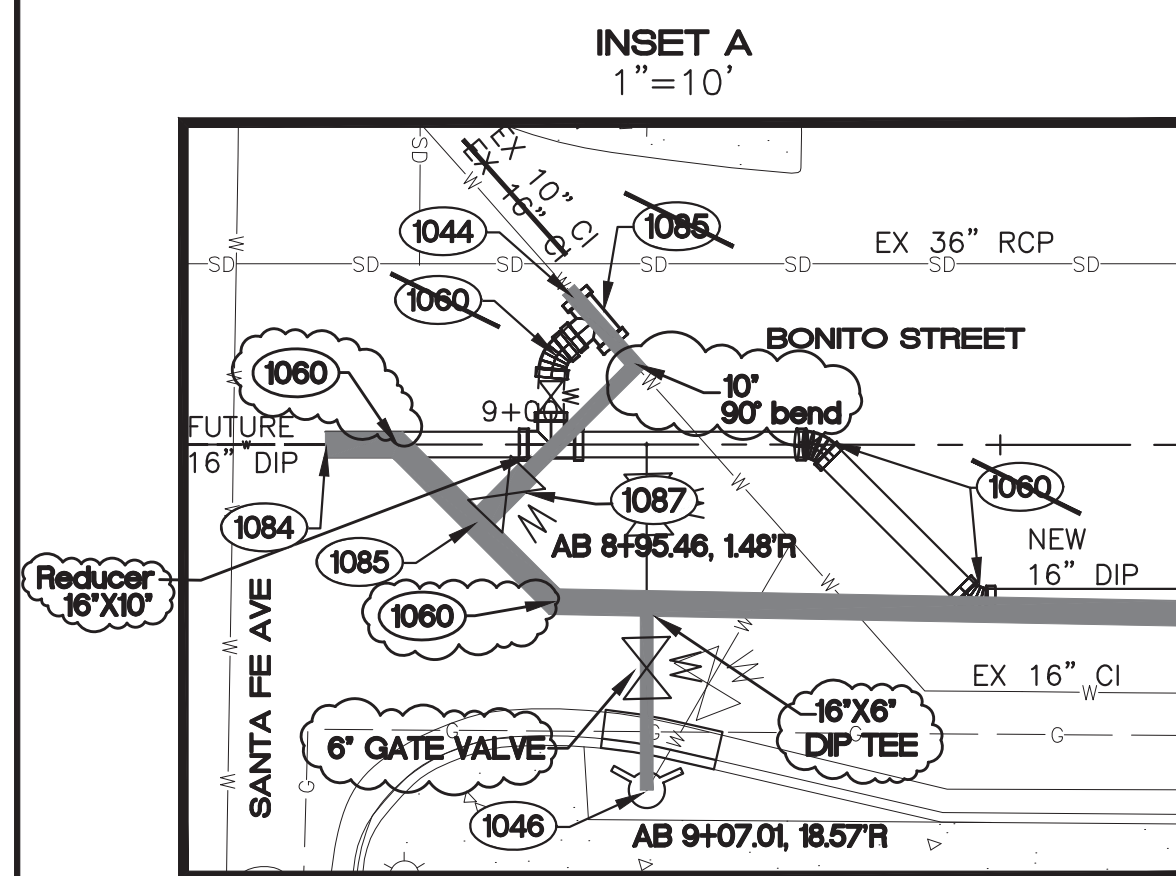 INSET A
1"=10'
SD
EX 10" CI
EX 16" CI
1044
1085
EX 36" RCP
W
SD
SD
SD
SD
SD
SD
SD
W
W
1060
BONITO STREET
1060
W
W
10"
90° bend
W
9+00
FUTURE
W
16" DIP
1060
W
1084
1087
W
1085
AB 8+95.46, 1.48'R
NEW
16" DIP
Reducer
16"X10"
W
1060
W
W
SANTA FE AVE
W
W
EX 16" CI
W
16"X6"
DIP TEE
6" GATE VALVE
G
G
G
G
W
W
G
1046
AB 9+07.01, 18.57'R